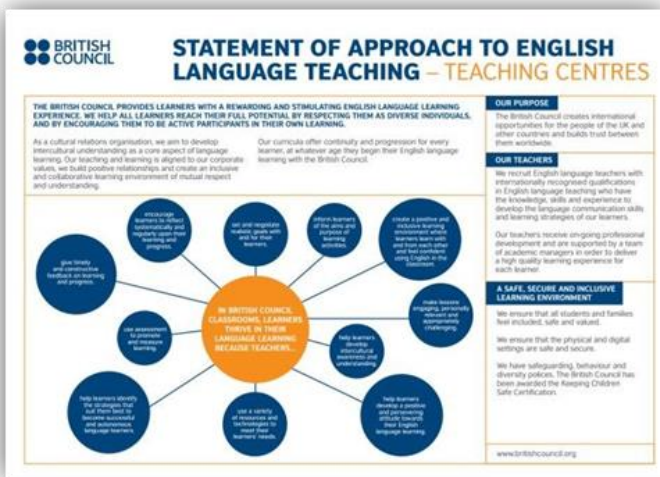 BRITISH
COUNCIL
STATEMENT OF APPROACH TO ENGLISH
LANGUAGE TEACHING – TEACHING CENTRES
THE BRITISH COUNCIL PROVIDES LEARNERS WITH A REWARDING AND STIMULATING ENGLISH LANGUAGE LEARNING
EXPERIENCE. WE HELP ALL LEARNERS REACH THEIR FULL POTENTIAL BY RESPECTING THEM AS DIVERSE INDIVIDUALS,
AND BY ENCOURAGING THEM TO BE ACTIVE PARTICIPANTS IN THEIR OWN LEARNING.
As a cultural relations organisation, we aim to develop
intercultural understanding as a core aspect of language
learning. Our teaching and learning is aligned to our corporate
values, we build positive relationships and create an inclusive
and collaborative learning environment of mutual respect
and understanding.
Our curricula offer continuity and progression for every
learner, at whatever age they begin their English language
learning with the British Council.
encourage
learners to reflect
systematically and
regularly upon their
learning and
progress.
set and negotiate
realistic goals with
and for their
learners.
inform learners
of the aims and
purpose of
learning
activities.
create a positive and
inclusive learning
environment where
learners learn with
and from each other
and feel confident
using English in the
classroom.
give timely
and constructive
feedback on learning
and progress.
make lessons
engaging, personally
relevant and
appropriately
challenging.
IN BRITISH COUNCIL
CLASSROOMS, LEARNERS
THRIVE IN THEIR
LANGUAGE LEARNING
BECAUSE TEACHERS...
use assessment
to promote
and measure
learning.
help learners
develop
intercultural
awareness and
understanding.
help learners identify
the strategies that
suit them best to
become successful
and autonomous
language learners.
use a variety
of resources and
technologies to
meet their
learners' needs.
help learners
develop a positive
and persevering
attitude towards
their English
language learning.
OUR PURPOSE
The British Council creates international
opportunities for the people of the UK and
other countries and builds trust between
them worldwide.
OUR TEACHERS
We recruit English language teachers with
internationally recognised qualifications
in English language teaching who have
the knowledge, skills and experience to
develop the language communication skills
and learning strategies of our learners.
Our teachers receive on-going professional
development and are supported by a team
of academic managers in order to deliver
a high quality learning experience for
each learner.
A SAFE, SECURE AND INCLUSIVE
LEARNING ENVIRONMENT
We ensure that all students and families
feel included, safe and valued.
We ensure that the physical and digital
settings are safe and secure.
We have safeguarding, behaviour and
diversity policies. The British Council has
been awarded the Keeping Children
Safe Certification.
www.britishcouncil.org